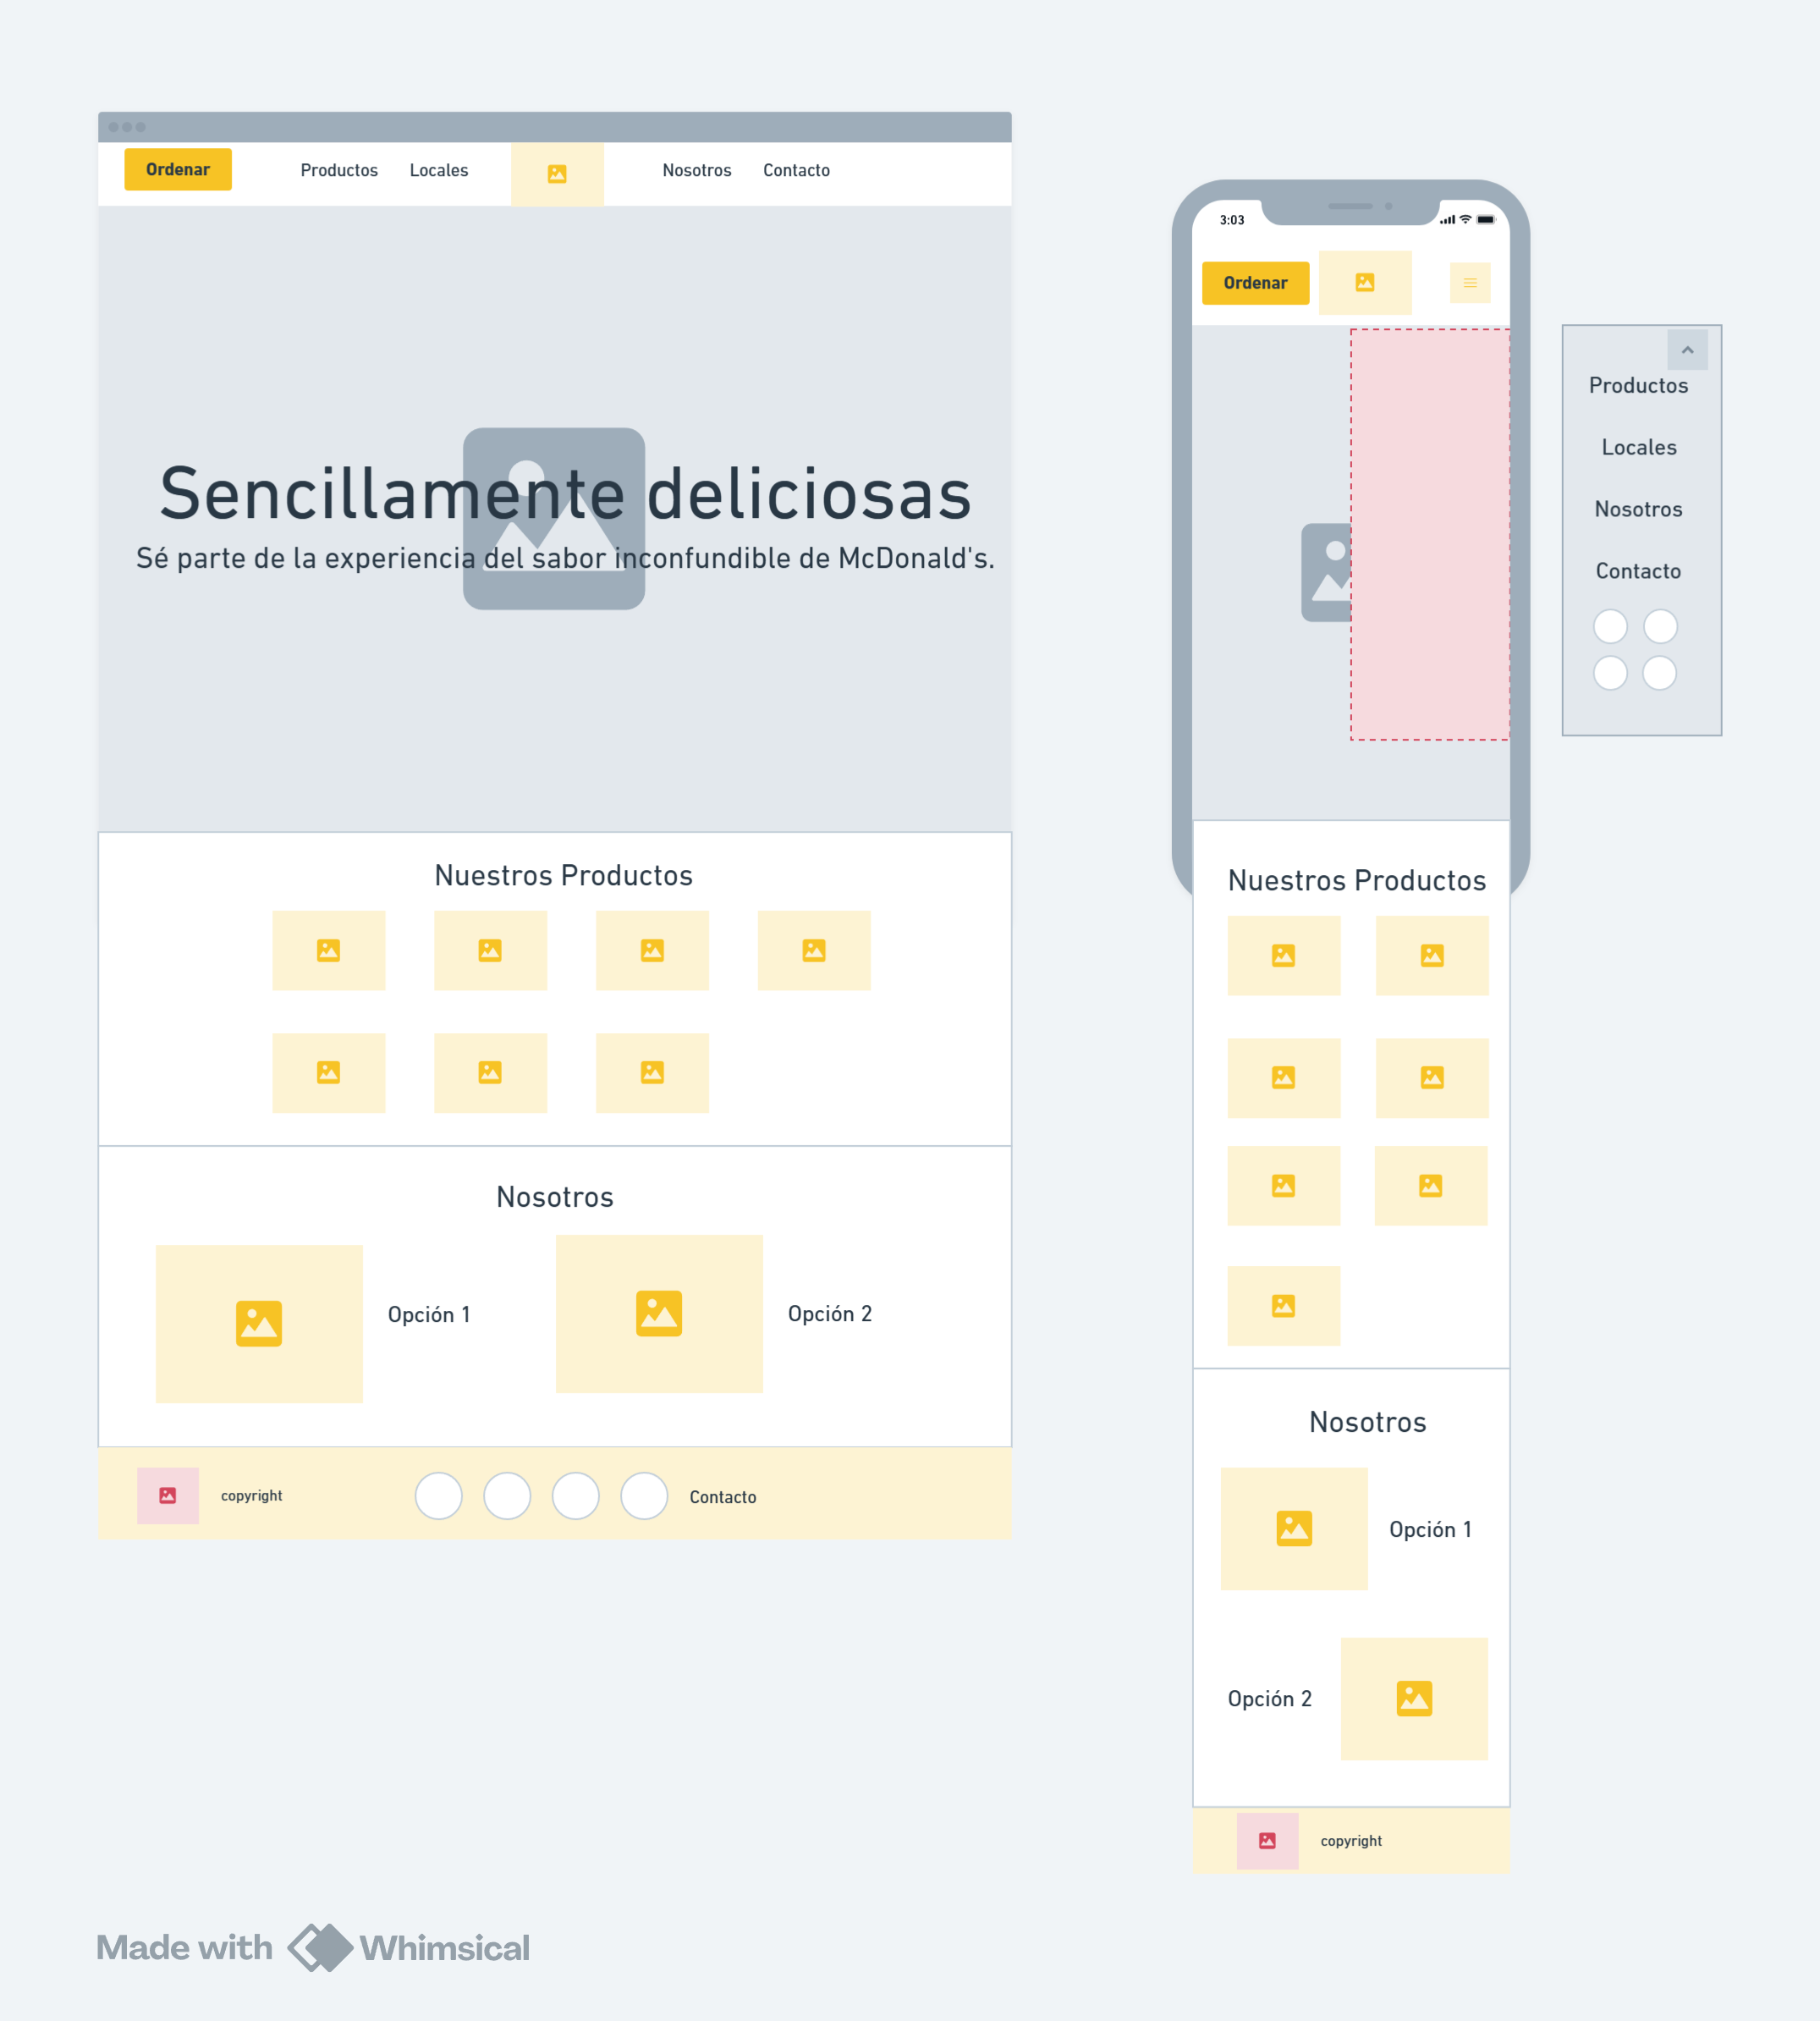 Ordenar Productos Locales Nosotros Contacto
Sencillamente deliciosas
Sé parte de la experiencia del sabor inconfundible de McDonald's.
Nuestros Productos
Nosotros
Opción 1 Opción 2
copyright Contacto
3:03
Ordenar
Productos
Locales
Nosotros
Contacto
Nuestros Productos
Nosotros
Opción 1
Opción 2
copyright
Made with Whimsical